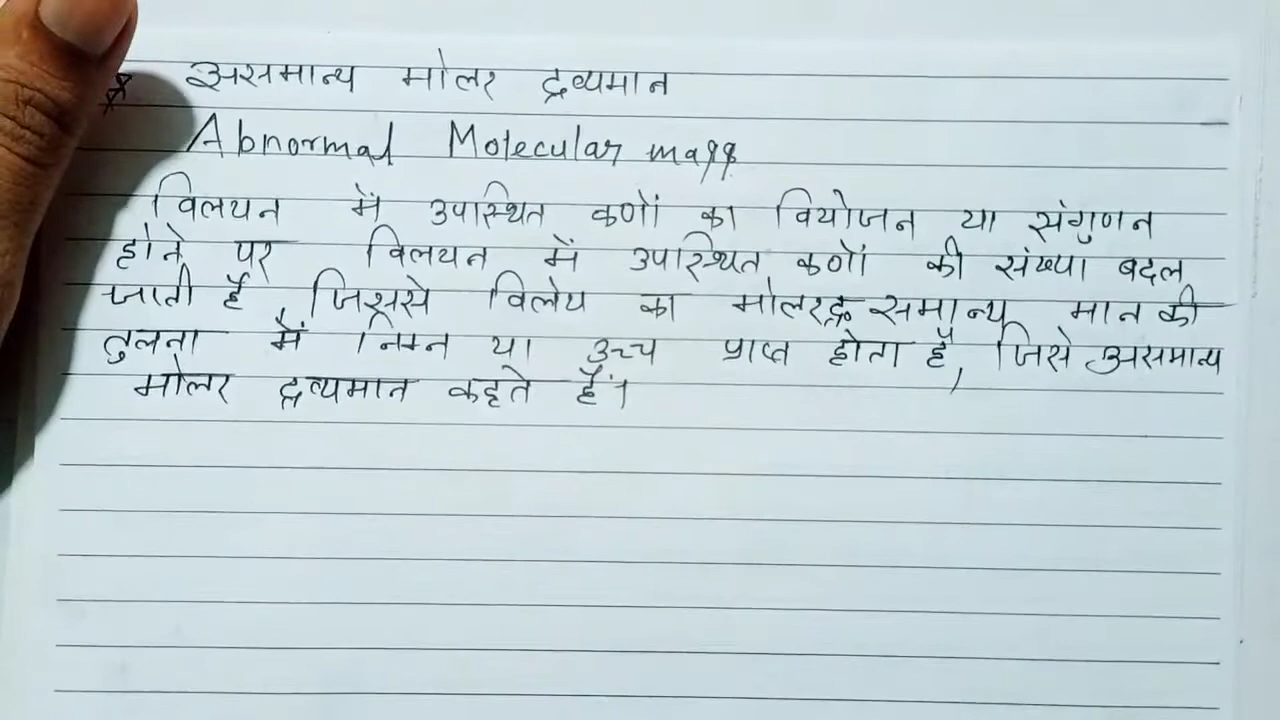 * असमान्य मोलर द्रव्यमान
Abnormal Molecular mass
विलयन में उपस्थित कणों का वियोजन या संगुणन
होने पर विलयन में उपस्थित कणों की संख्या बदल
जाती है, जिससे विलेय का मोलर समान्य मान की
तुलना में निम्न या उच्च प्राप्त होता है, जिसे असमान्य
मोलर द्रव्यमान कहते हैं।